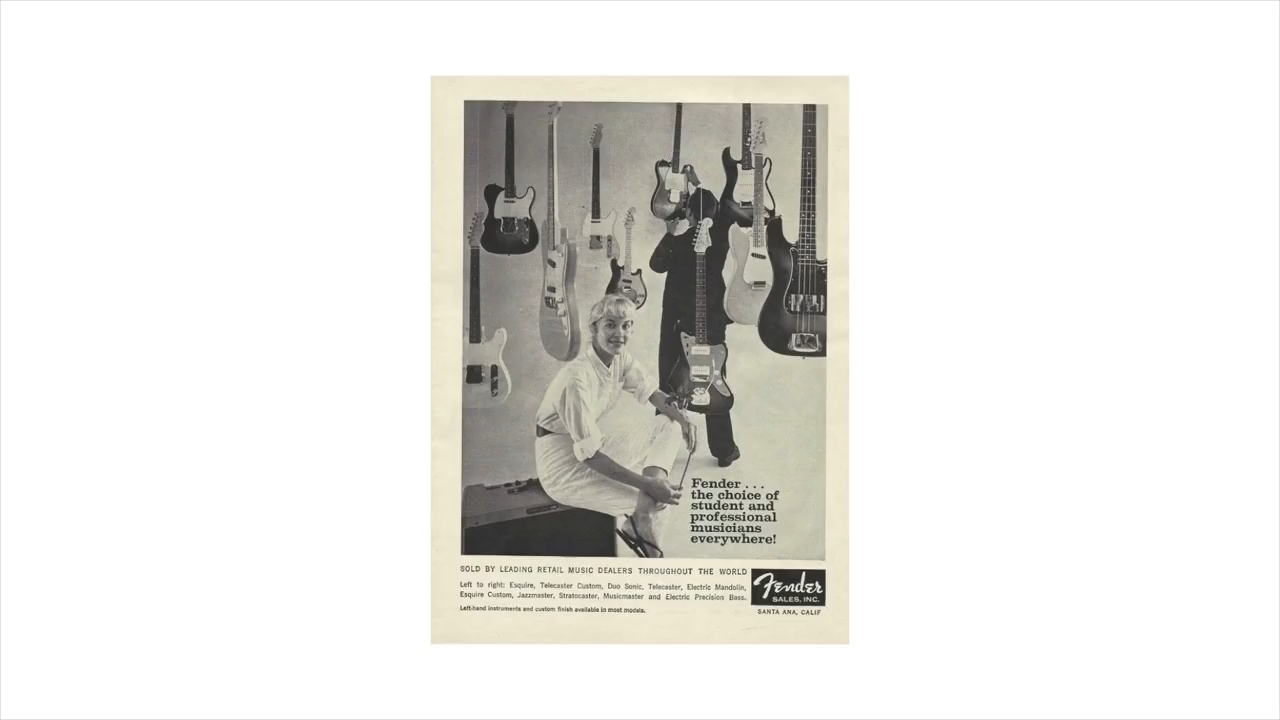 Fender . . .
the choice of
student and
professional
musicians
everywhere!
SOLD BY LEADING RETAIL MUSIC DEALERS THROUGHOUT THE WORLD
Left to right: Esquire, Telecaster Custom, Duo Sonic, Telecaster, Electric Mandolin,
Esquire Custom, Jazzmaster, Stratocaster, Musicmaster and Electric Precision Bass.
Left-hand instruments and custom finish available in most models.
Fender
SALES, INC.
SANTA ANA, CALIF